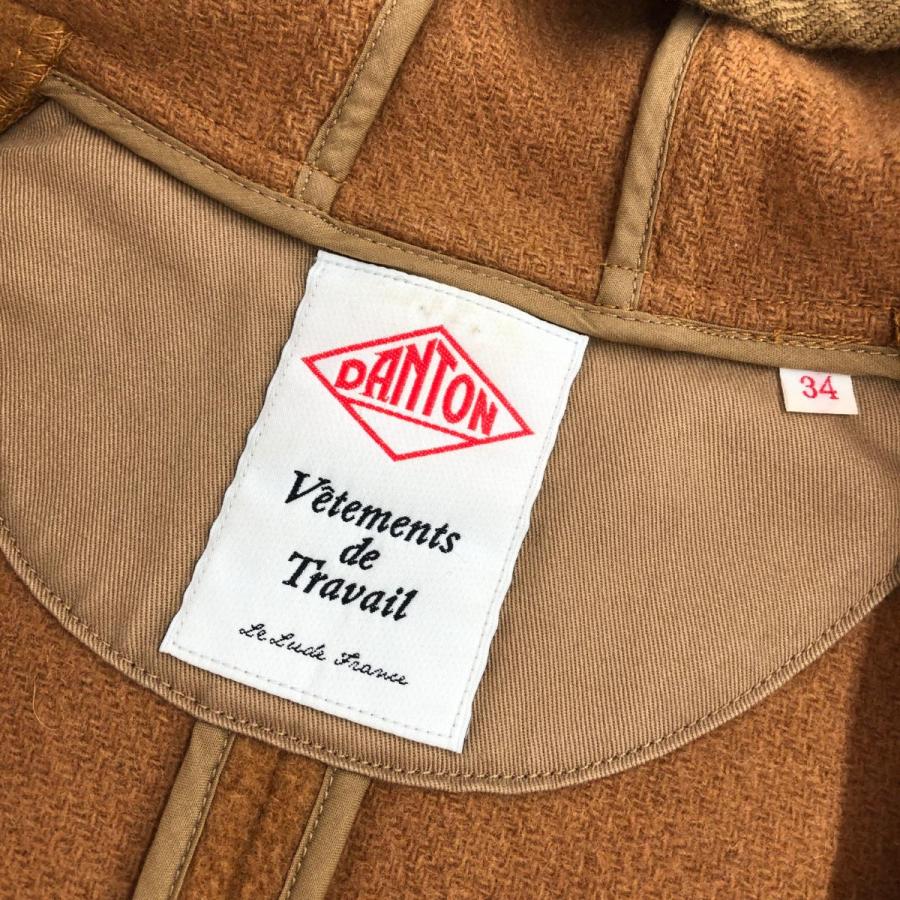 DANTON
Vêtements
de
Travail
Le Lude France
34